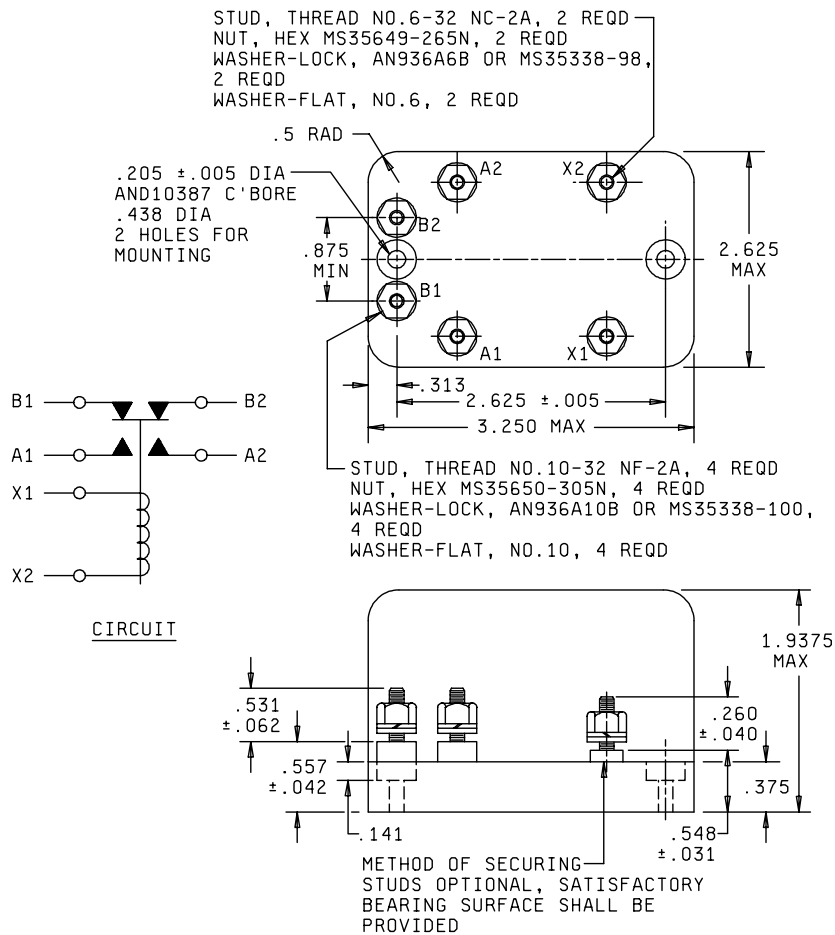 STUD, THREAD NO.6-32 NC-2A, 2 REQD
NUT, HEX MS35649-265N, 2 REQD
WASHER-LOCK, AN936A6B OR MS35338-98,
2 REQD
WASHER-FLAT, NO.6, 2 REQD
.5 RAD
.205 ±.005 DIA
AND10387 C'BORE
.438 DIA
2 HOLES FOR
MOUNTING
A2
X2
B2
.875
MIN
2.625
MAX
B1
A1
X1
.313
2.625 ±.005
3.250 MAX
B1
B2
A1
A2
X1
X2
CIRCUIT
STUD, THREAD NO.10-32 NF-2A, 4 REQD
NUT, HEX MS35650-305N, 4 REQD
WASHER-LOCK, AN936A10B OR MS35338-100,
4 REQD
WASHER-FLAT, NO.10, 4 REQD
1.9375
MAX
.531
±.062
.260
±.040
.557
±.042
.375
.141
.548
±.031
METHOD OF SECURING
STUDS OPTIONAL, SATISFACTORY
BEARING SURFACE SHALL BE
PROVIDED